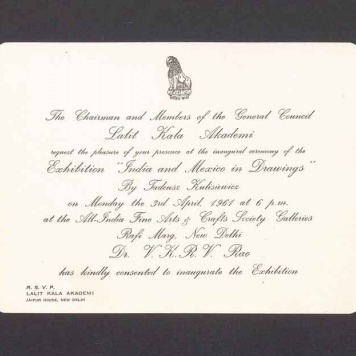 The Chairman and Members of the General Council
Lalit Kala Akademi
request the pleasure of your presence at the inaugural ceremony of the
Exhibition "India and Mexico in Drawings"
By Tadeusz Kulisiewicz
on Monday the 3rd April, 1961 at 6 p.m.
at the All-India Fine Arts & Crafts Society Galleries
Rafi Marg, New Delhi
Dr. V. K. R. V. Rao
has kindly consented to inaugurate the Exhibition
R. S. V. P.
LALIT KALA AKADEMI
JAIPUR HOUSE, NEW DELHI